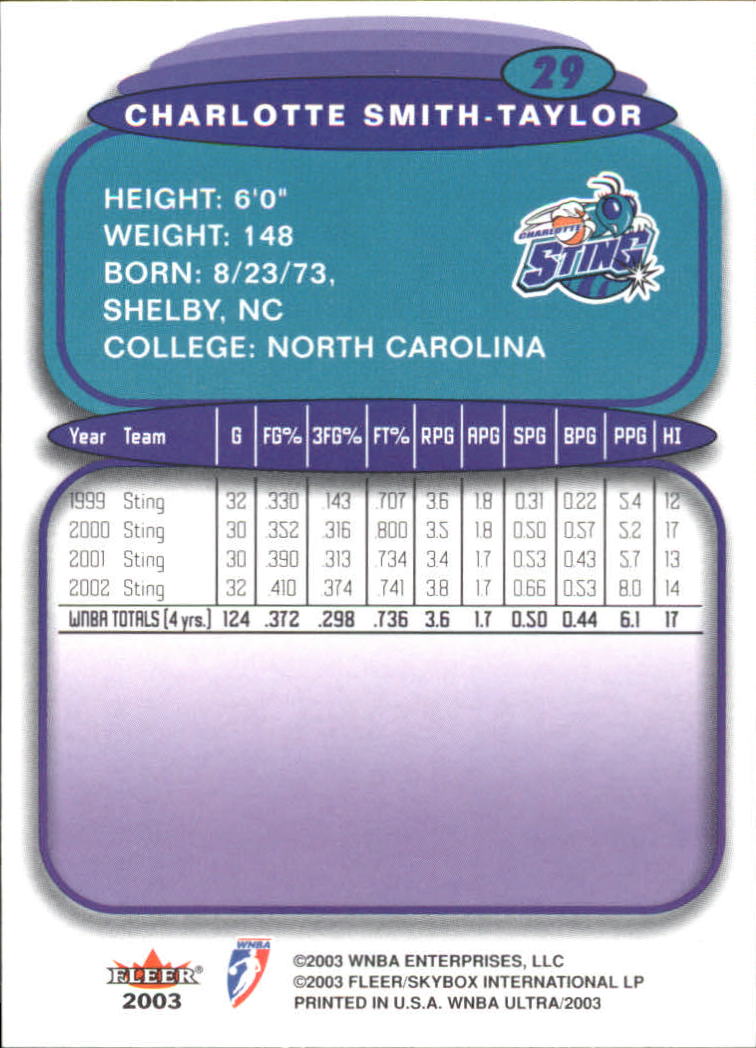 29
CHARLOTTE SMITH-TAYLOR
HEIGHT: 6'0"
WEIGHT: 148
BORN: 8/23/73,
SHELBY, NC
COLLEGE: NORTH CAROLINA
CHARLOTTE
STING
Year Team G FG% 3FG% FT% RPG APG SPG BPG PPG HI
1999 Sting 32 .330 .143 .707 3.6 1.8 0.31 0.22 5.4 12
2000 Sting 30 .352 .316 .800 3.5 1.8 0.50 0.57 5.2 17
2001 Sting 30 .390 .313 .734 3.4 1.7 0.53 0.43 5.7 13
2002 Sting 32 .410 .374 .741 3.8 1.7 0.66 0.53 8.0 14
WNBA TOTALS (4 yrs.) 124 .372 .298 .736 3.6 1.7 0.50 0.44 6.1 17
FLEER®
2003
WNBA
©2003 WNBA ENTERPRISES, LLC
©2003 FLEER/SKYBOX INTERNATIONAL LP
PRINTED IN U.S.A. WNBA ULTRA/2003